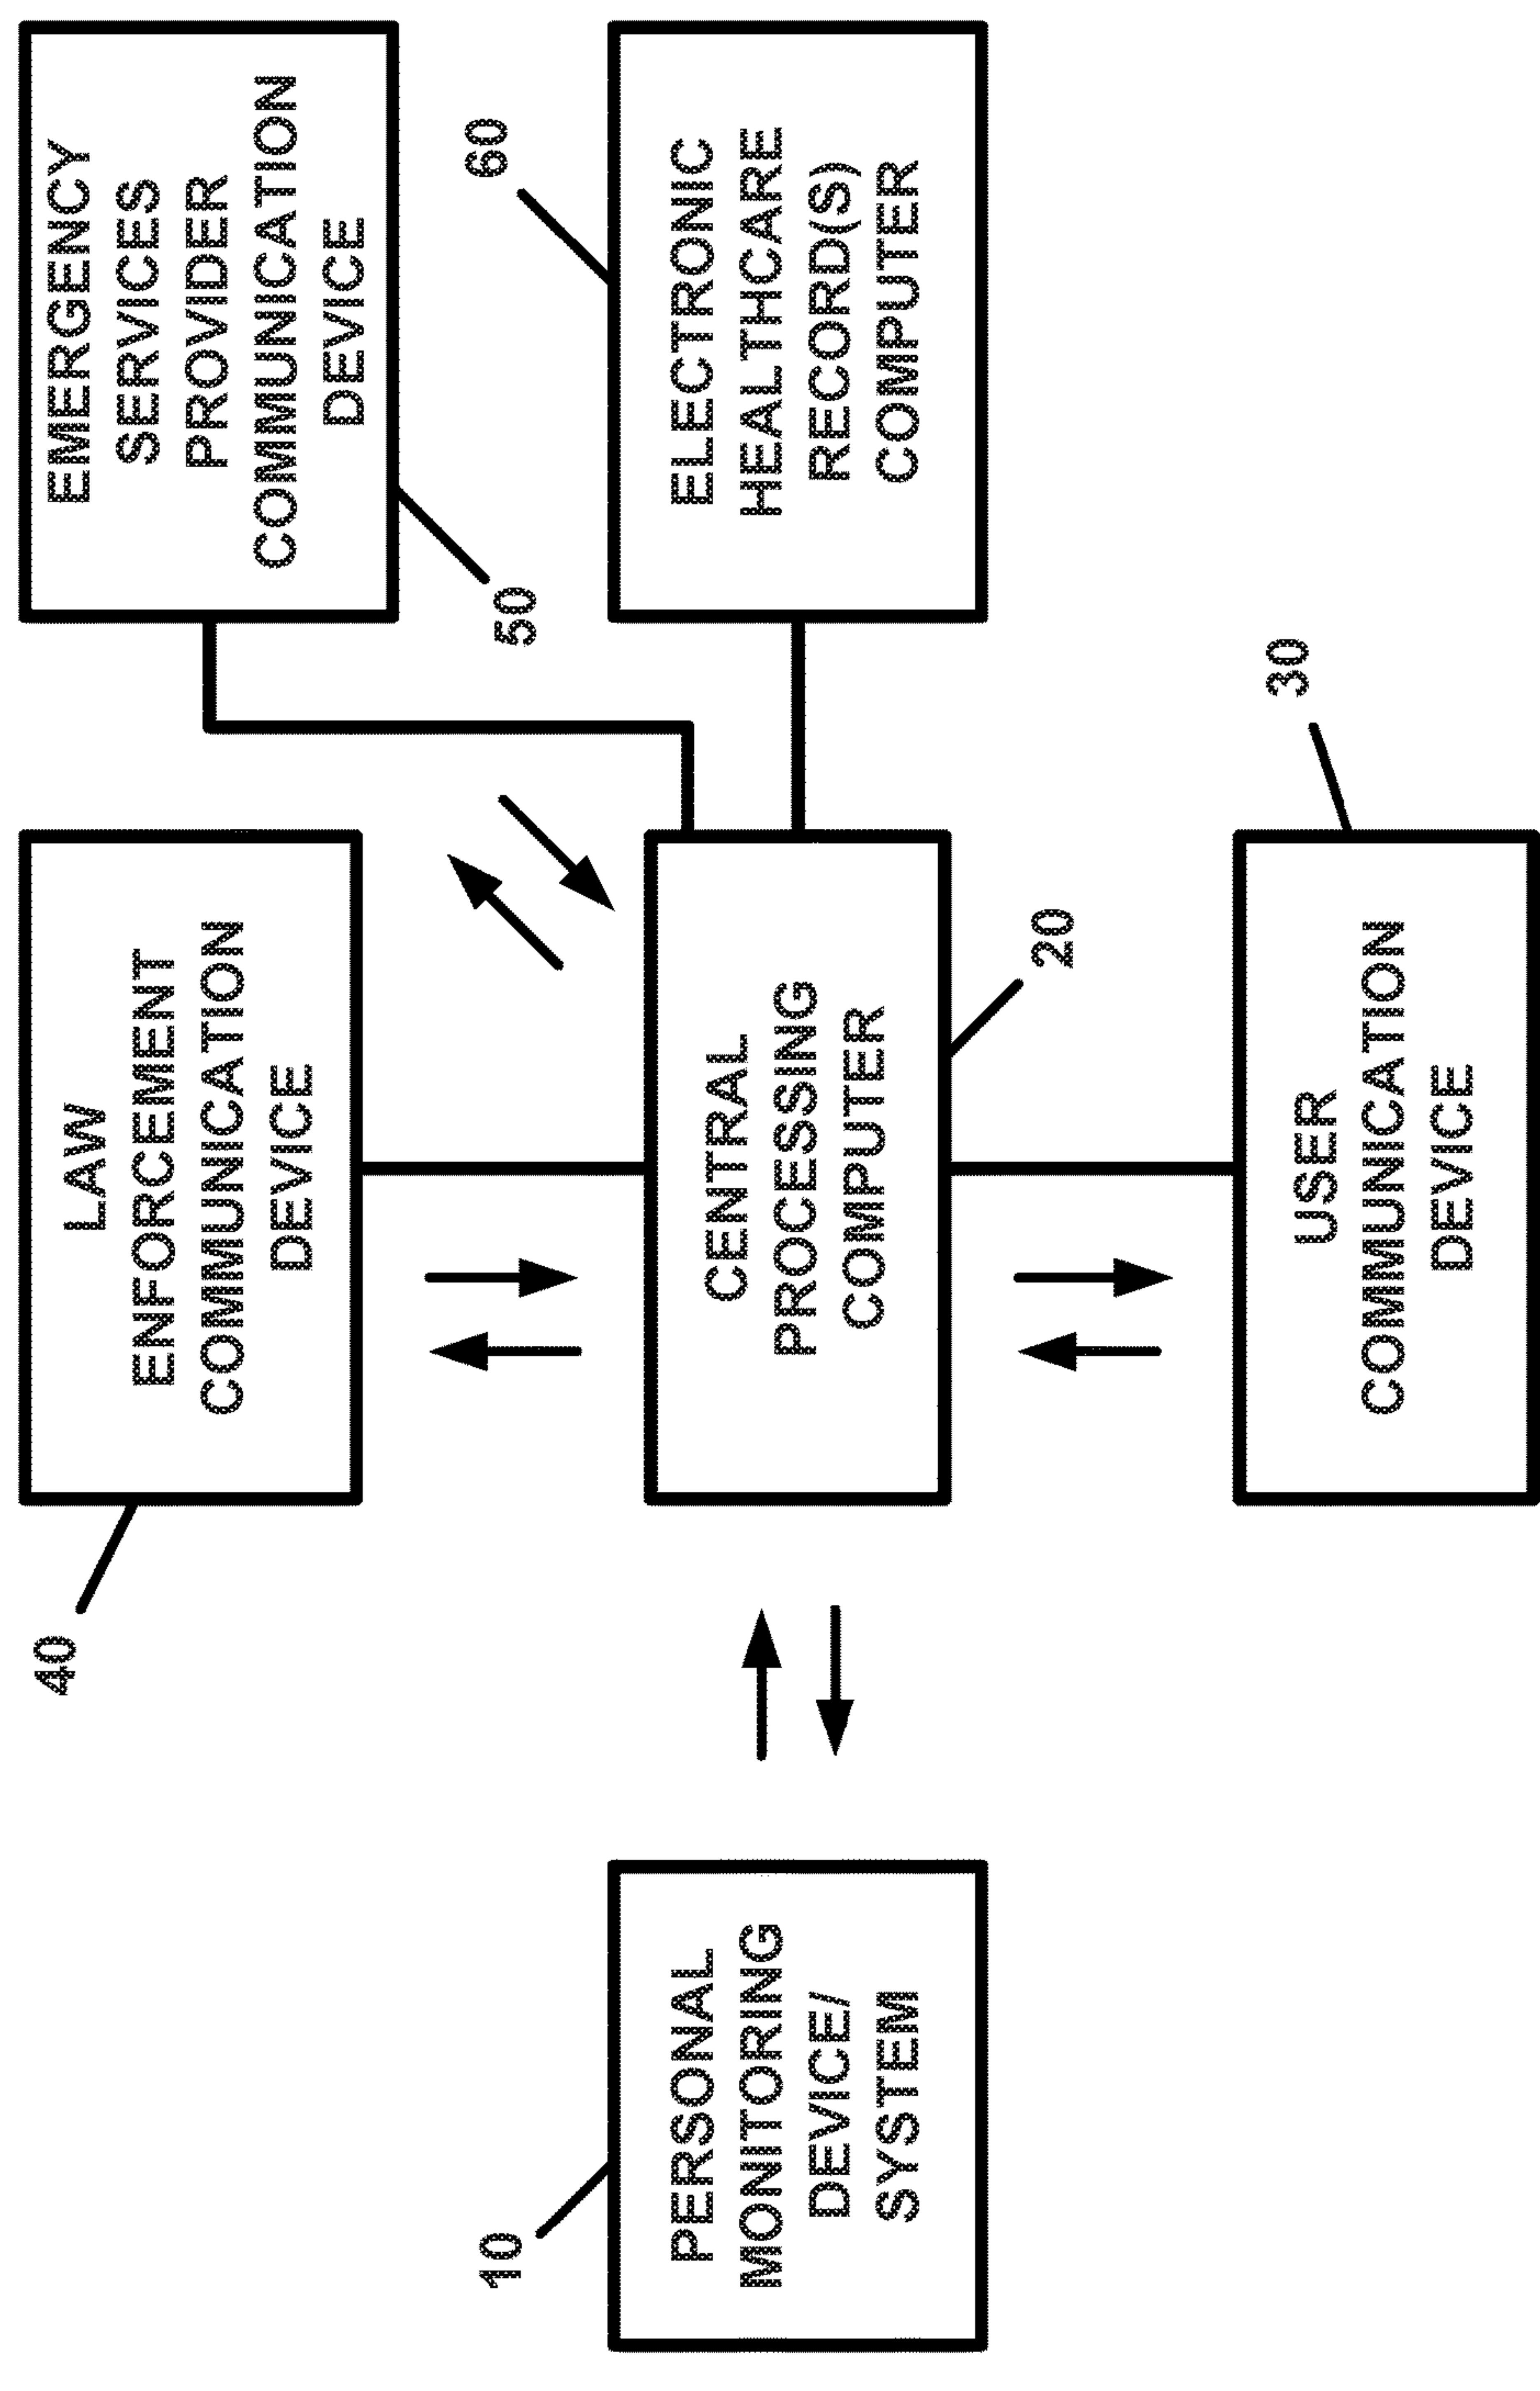 40
LAW
ENFORCEMENT
COMMUNICATION
DEVICE
EMERGENCY
SERVICES
PROVIDER
COMMUNICATION
DEVICE
50
60
10
PERSONAL
MONITORING
DEVICE/
SYSTEM
CENTRAL
PROCESSING
COMPUTER
20
ELECTRONIC
HEALTHCARE
RECORD(S)
COMPUTER
30
USER
COMMUNICATION
DEVICE